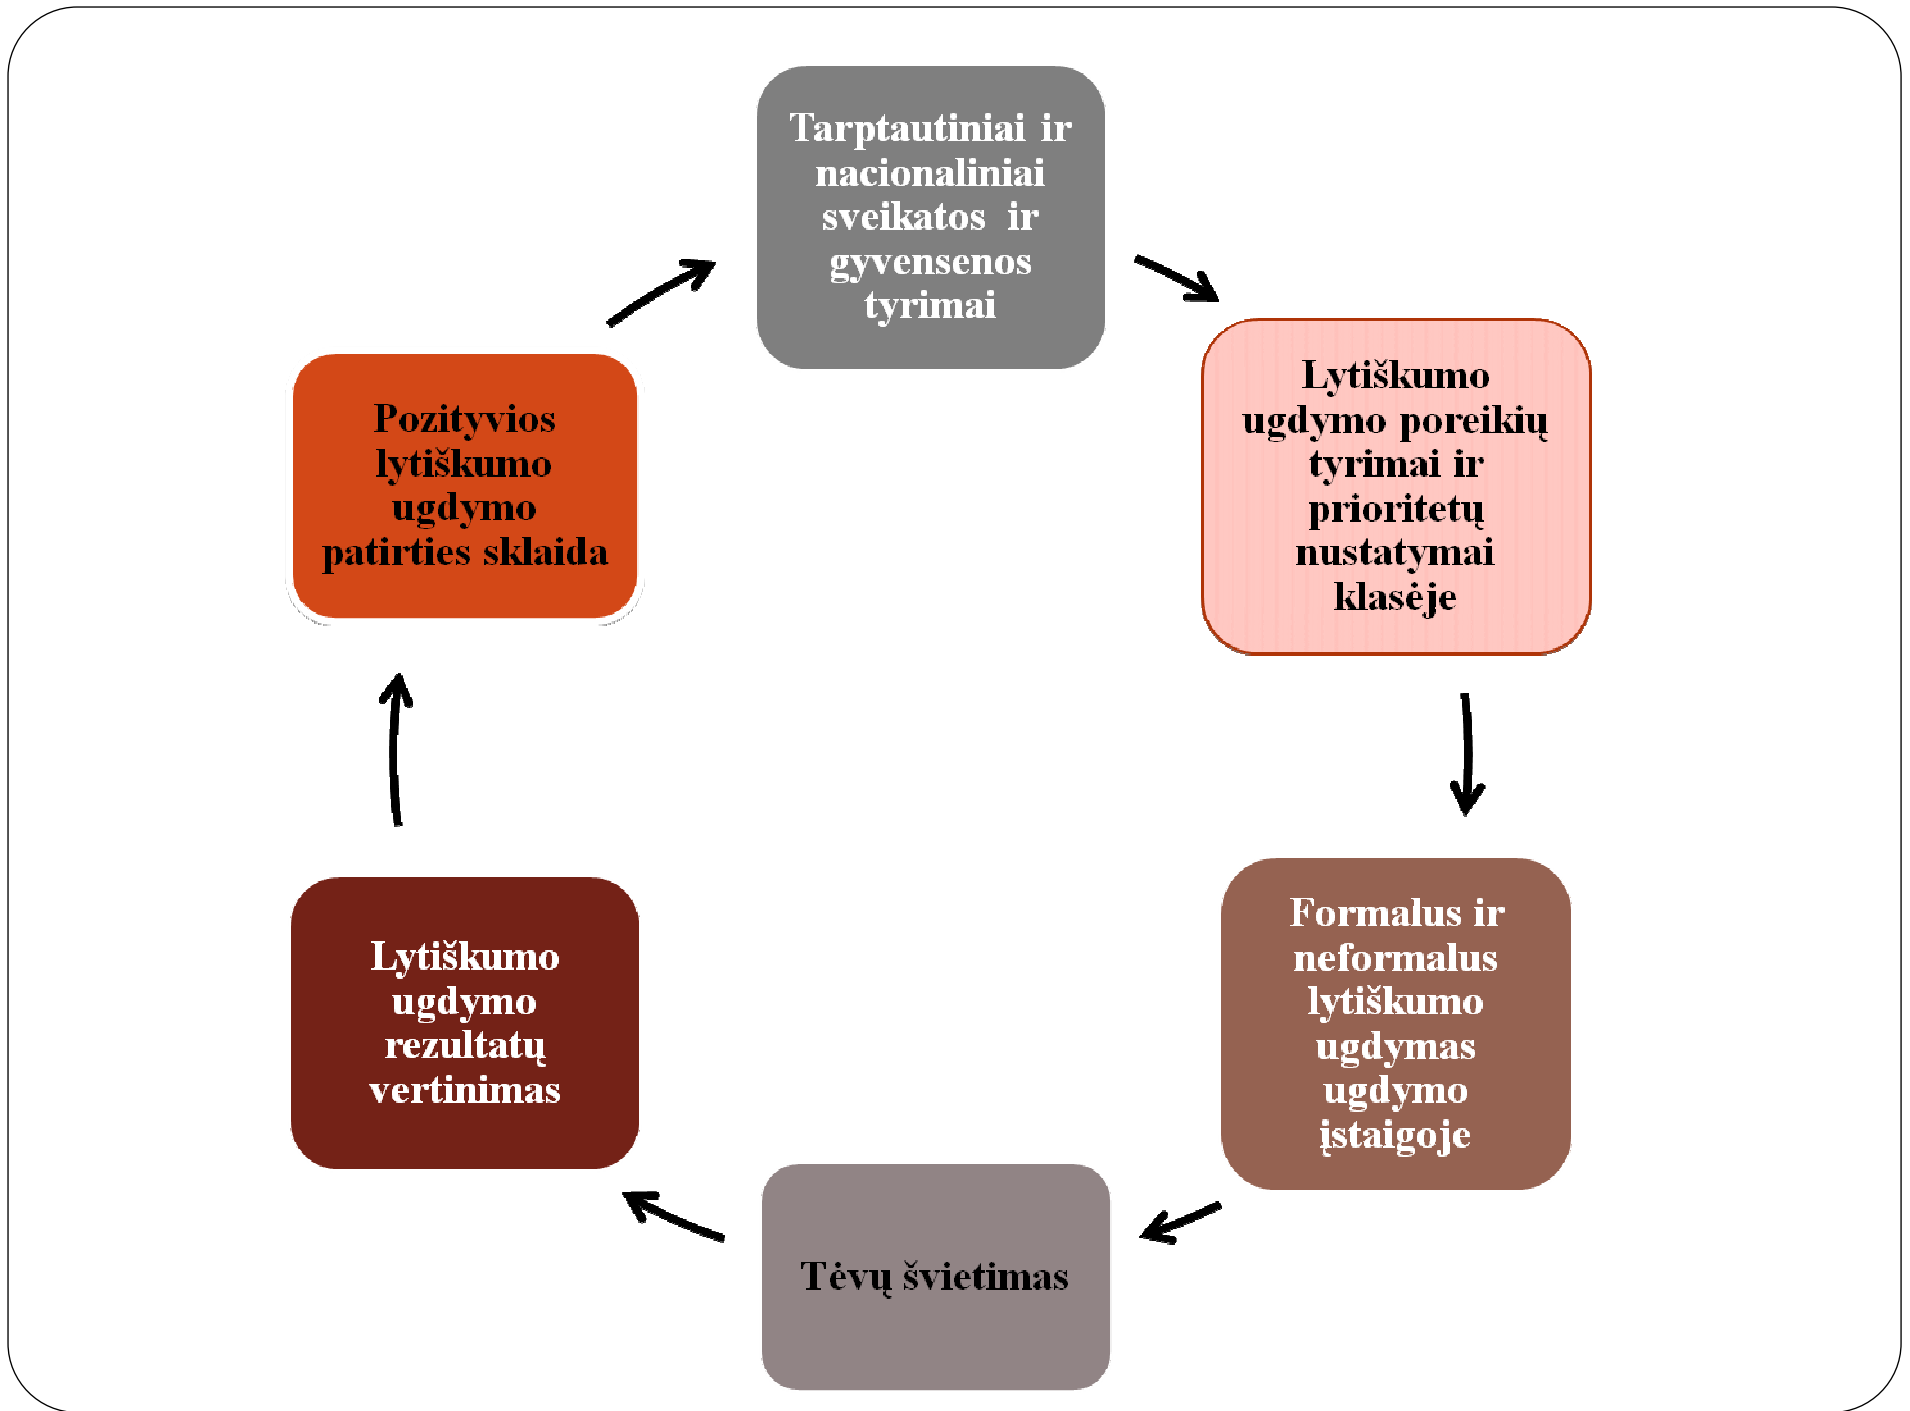 Tarptautiniai ir
nacionaliniai
sveikatos ir
gyvensenos
tyrimai
Lytiškumo
ugdymo poreikių
tyrimai ir
prioritetų
nustatymai
klasėje
Formalus ir
neformalus
lytiškumo
ugdymas
ugdymo
įstaigoje
Tėvų švietimas
Lytiškumo
ugdymo
rezultatų
vertinimas
Pozityvios
lytiškumo
ugdymo
patirties sklaida